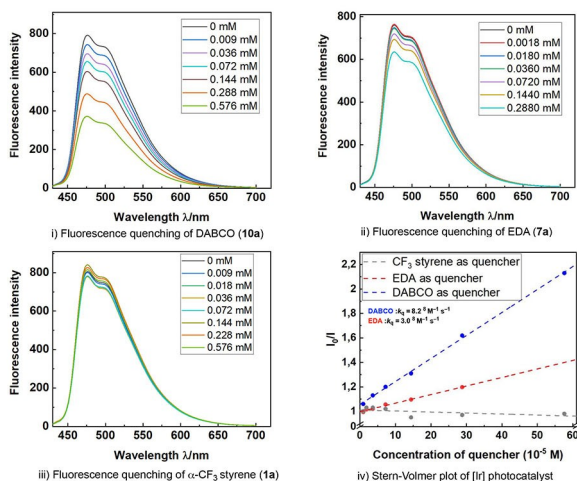 800
600
400
200
0
Fluorescence intensity
0 mM
0.009 mM
0.036 mM
0.072 mM
0.144 mM
0.288 mM
0.576 mM
450 500 550 600 650 700
Wavelength λ/nm
i) Fluorescence quenching of DABCO (10a)
800
600
400
200
0
Fluorescence intensity
0 mM
0.0018 mM
0.0180 mM
0.0360 mM
0.0720 mM
0.1440 mM
0.2880 mM
450 500 550 600 650 700
Wavelength λ/nm
ii) Fluorescence quenching of EDA (7a)
1000
800
600
400
200
0
Fluorescence intensity
0 mM
0.009 mM
0.018 mM
0.036 mM
0.072 mM
0.144 mM
0.228 mM
0.576 mM
450 500 550 600 650 700
Wavelength λ/nm
iii) Fluorescence quenching of α-CF₃ styrene (1a)
2,2
2
1,8
1,6
1,4
1,2
1
I₀/I
CF₃ styrene as quencher
EDA as quencher
DABCO as quencher
DABCO :kq = 8.2 ⁸ M⁻¹ s⁻¹
EDA :kq = 3.0 ⁸ M⁻¹ s⁻¹
0 10 20 30 40 50 60
Concentration of quencher (10⁻⁵ M)
iv) Stern-Volmer plot of [Ir] photocatalyst